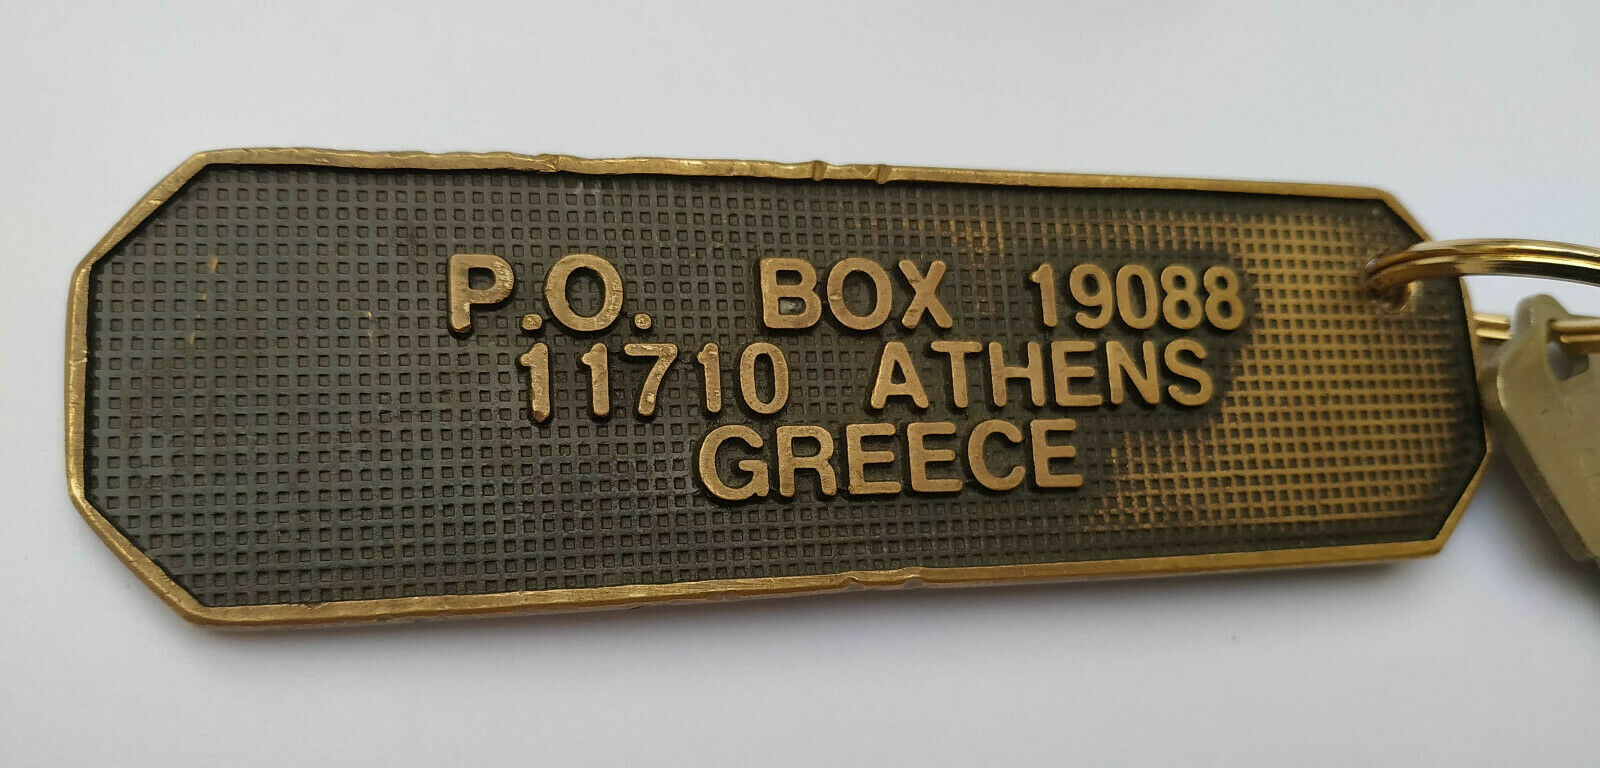 P.O. BOX 19088
11710 ATHENS
GREECE